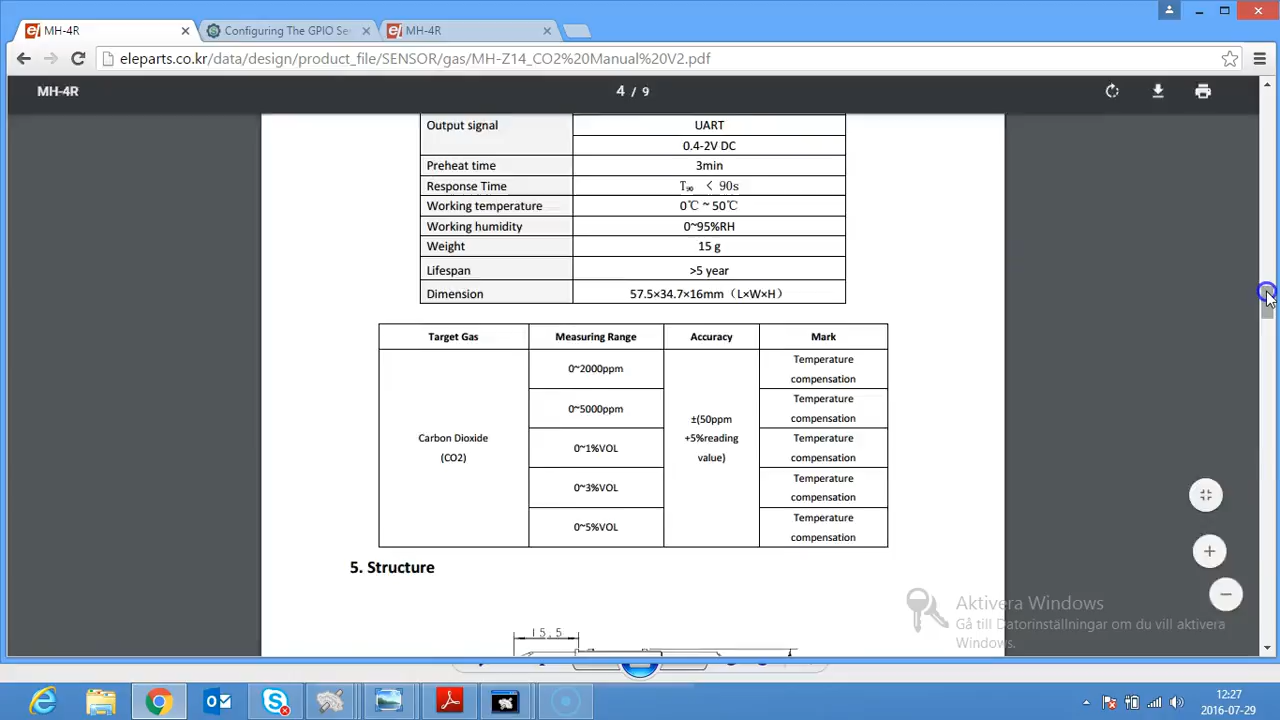 MH-4R
Configuring The GPIO Se
MH-4R
eleparts.co.kr/data/design/product_file/SENSOR/gas/MH-Z14_CO2%20Manual%20V2.pdf
MH-4R
4 / 9
Output signal UART
0.4-2V DC
Preheat time 3min
Response Time T₉₀ < 90s
Working temperature 0℃ ~ 50℃
Working humidity 0~95%RH
Weight 15 g
Lifespan >5 year
Dimension 57.5×34.7×16mm（L×W×H）
Target Gas Measuring Range Accuracy Mark
Carbon Dioxide
(CO2)
0~2000ppm
0~5000ppm
0~1%VOL
0~3%VOL
0~5%VOL
±(50ppm
+5%reading
value)
Temperature
compensation
Temperature
compensation
Temperature
compensation
Temperature
compensation
Temperature
compensation
5. Structure
15.5
Aktivera Windows
Gå till Datorinställningar om du vill aktivera
Windows.
12:27
2016-07-29